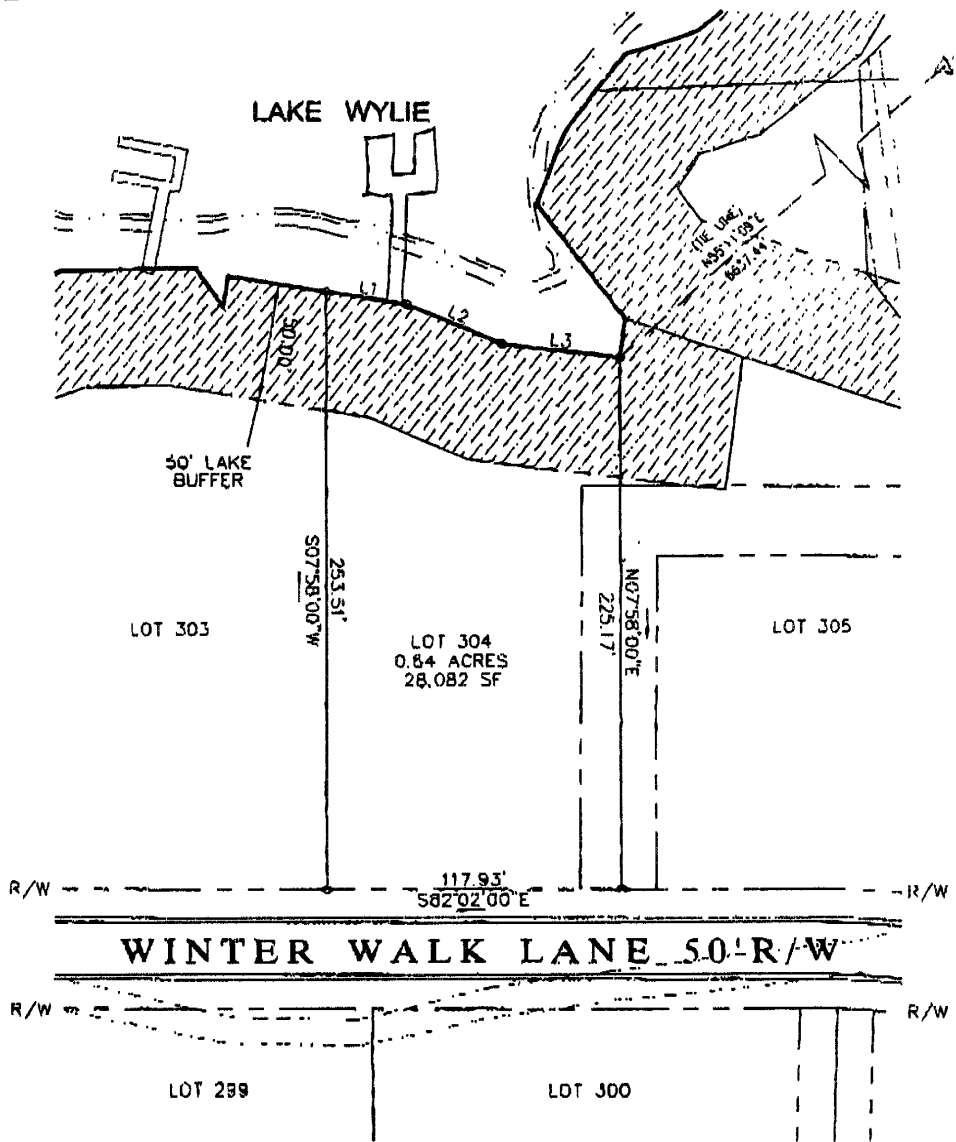 LAKE WYLIE
L1
L2
L3
(TIE LINE)
50.00'
50' LAKE
BUFFER
253.51'
S07°58'00"W
N07°58'00"E
225.17'
LOT 303
LOT 304
0.64 ACRES
28,082 SF
LOT 305
R/W
117.93'
S82°02'00"E
R/W
WINTER WALK LANE 50' R/W
R/W
R/W
LOT 299
LOT 300